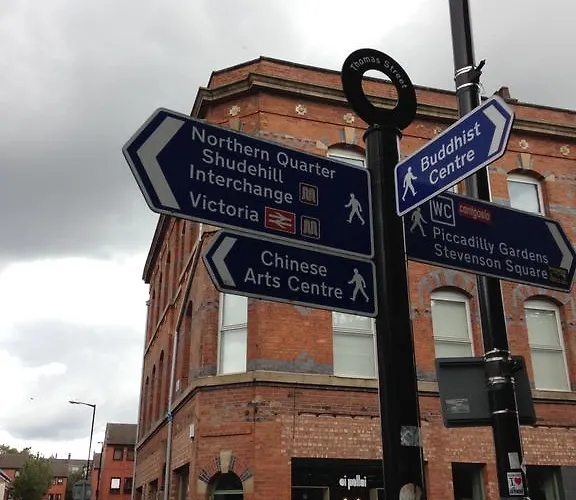 Thomas Street
Northern Quarter
Shudehill
Interchange
Victoria
Chinese
Arts Centre
Buddhist
Centre
WC
Piccadilly Gardens
Stevenson Square